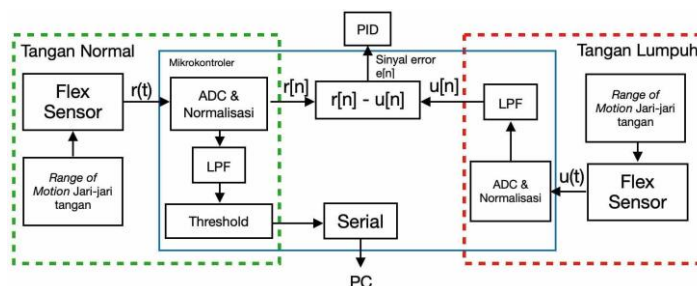 PID
Tangan Normal
Mikrokontroler
Sinyal error
e[n]
Tangan Lumpuh
Flex
Sensor
r(t)
ADC &
Normalisasi
r[n]
r[n] - u[n]
u[n]
LPF
Range of
Motion Jari-jari
tangan
LPF
Range of
Motion Jari-jari
tangan
ADC &
Normalisasi
u(t)
Flex
Sensor
Threshold
Serial
PC